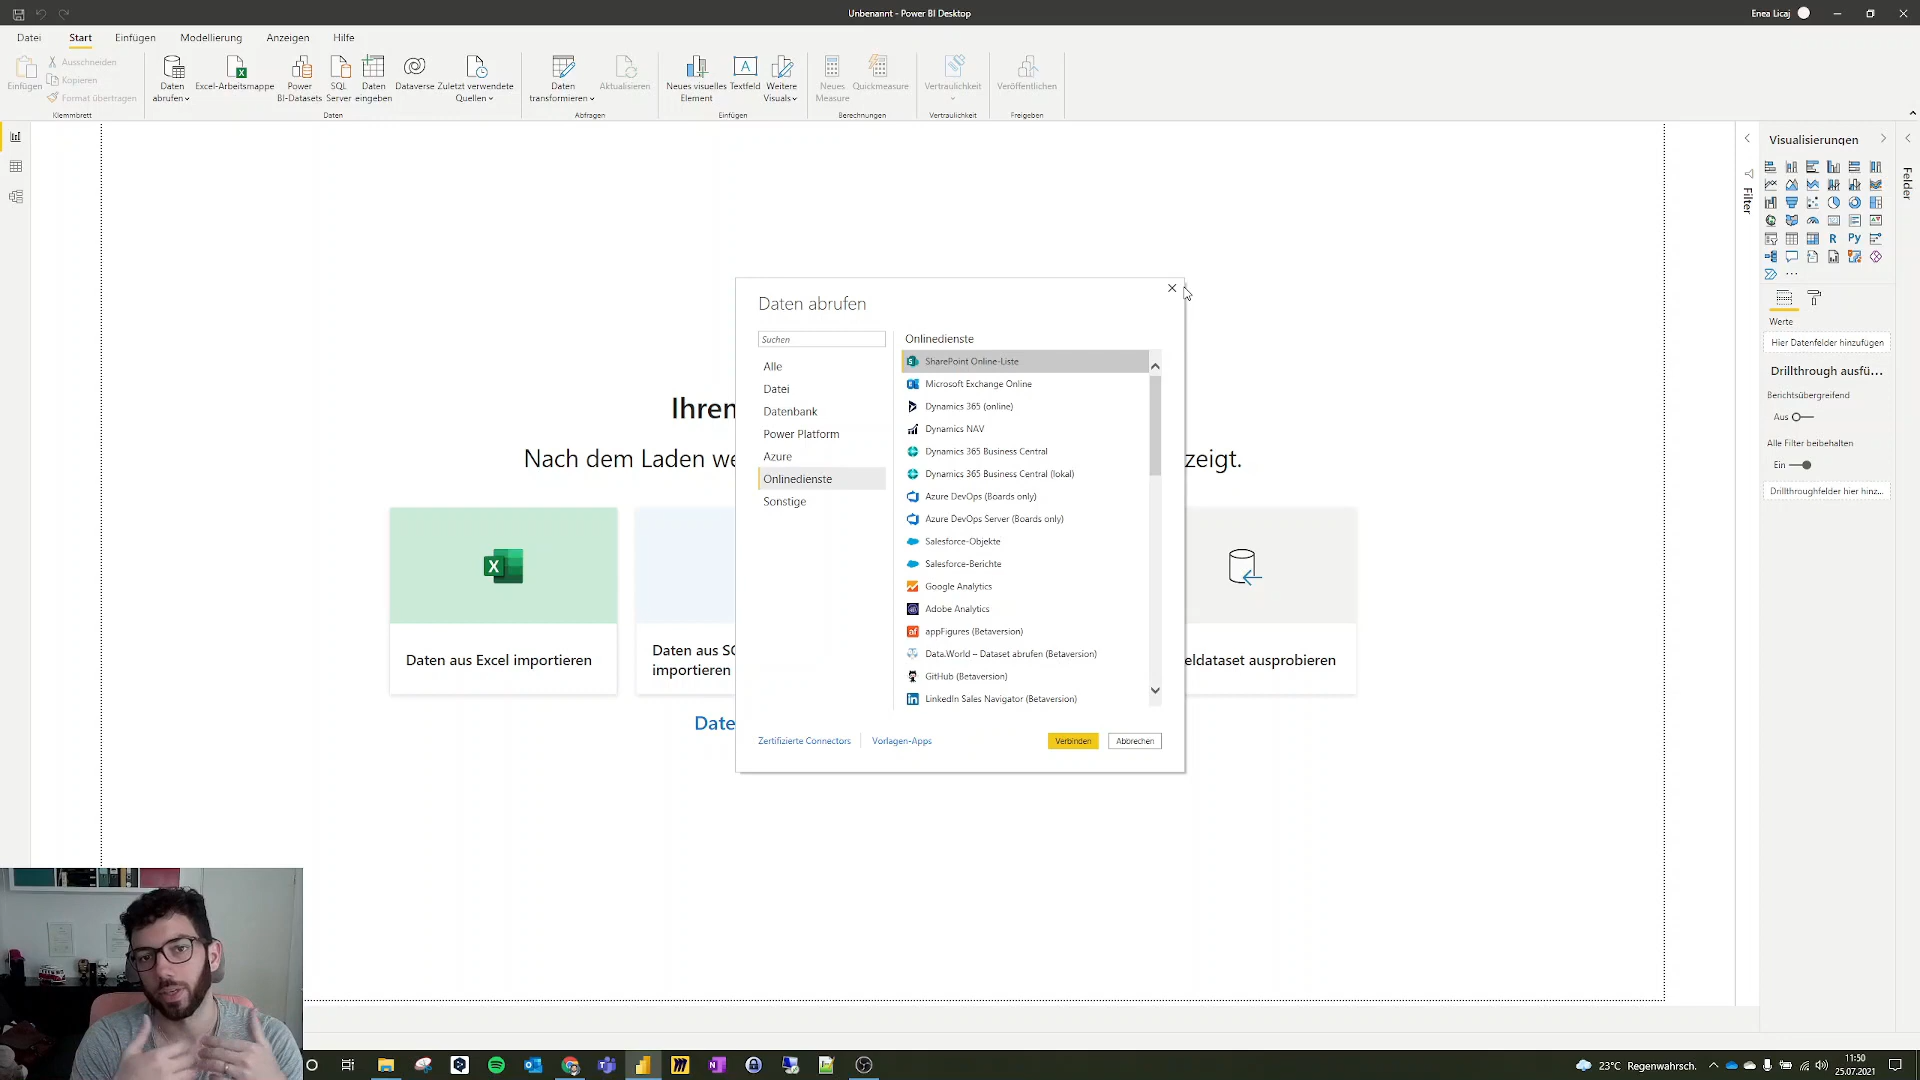 Unbenannt - Power BI Desktop
Enea Licaj
Datei Start Einfügen Modellierung Anzeigen Hilfe
Einfügen
Ausschneiden
Kopieren
Format übertragen
Klemmbrett
Daten abrufen
Excel-Arbeitsmappe
Power BI-Datasets
SQL Server
Daten eingeben
Dataverse
Zuletzt verwendete Quellen
Daten
Daten transformieren
Aktualisieren
Abfragen
Neues visuelles Element
Textfeld
Weitere Visuals
Einfügen
Neues Measure
Quickmeasure
Berechnungen
Vertraulichkeit
Vertraulichkeit
Veröffentlichen
Freigeben
Ihren
Nach dem Laden we
zeigt.
Daten aus Excel importieren
Daten aus SQ
importieren
eldataset ausprobieren
Date
Daten abrufen
Suchen
Alle
Datei
Datenbank
Power Platform
Azure
Onlinedienste
Sonstige
Onlinedienste
SharePoint Online-Liste
Microsoft Exchange Online
Dynamics 365 (online)
Dynamics NAV
Dynamics 365 Business Central
Dynamics 365 Business Central (lokal)
Azure DevOps (Boards only)
Azure DevOps Server (Boards only)
Salesforce-Objekte
Salesforce-Berichte
Google Analytics
Adobe Analytics
appFigures (Betaversion)
Data.World – Dataset abrufen (Betaversion)
GitHub (Betaversion)
LinkedIn Sales Navigator (Betaversion)
Zertifizierte Connectors
Vorlagen-Apps
Verbinden
Abbrechen
Filter
Visualisierungen
R
Py
Werte
Hier Datenfelder hinzufügen
Drillthrough ausfü...
Berichtsübergreifend
Aus
Alle Filter beibehalten
Ein
Drillthroughfelder hier hinz...
Felder
23°C Regenwahrsch.
11:50
25.07.2021